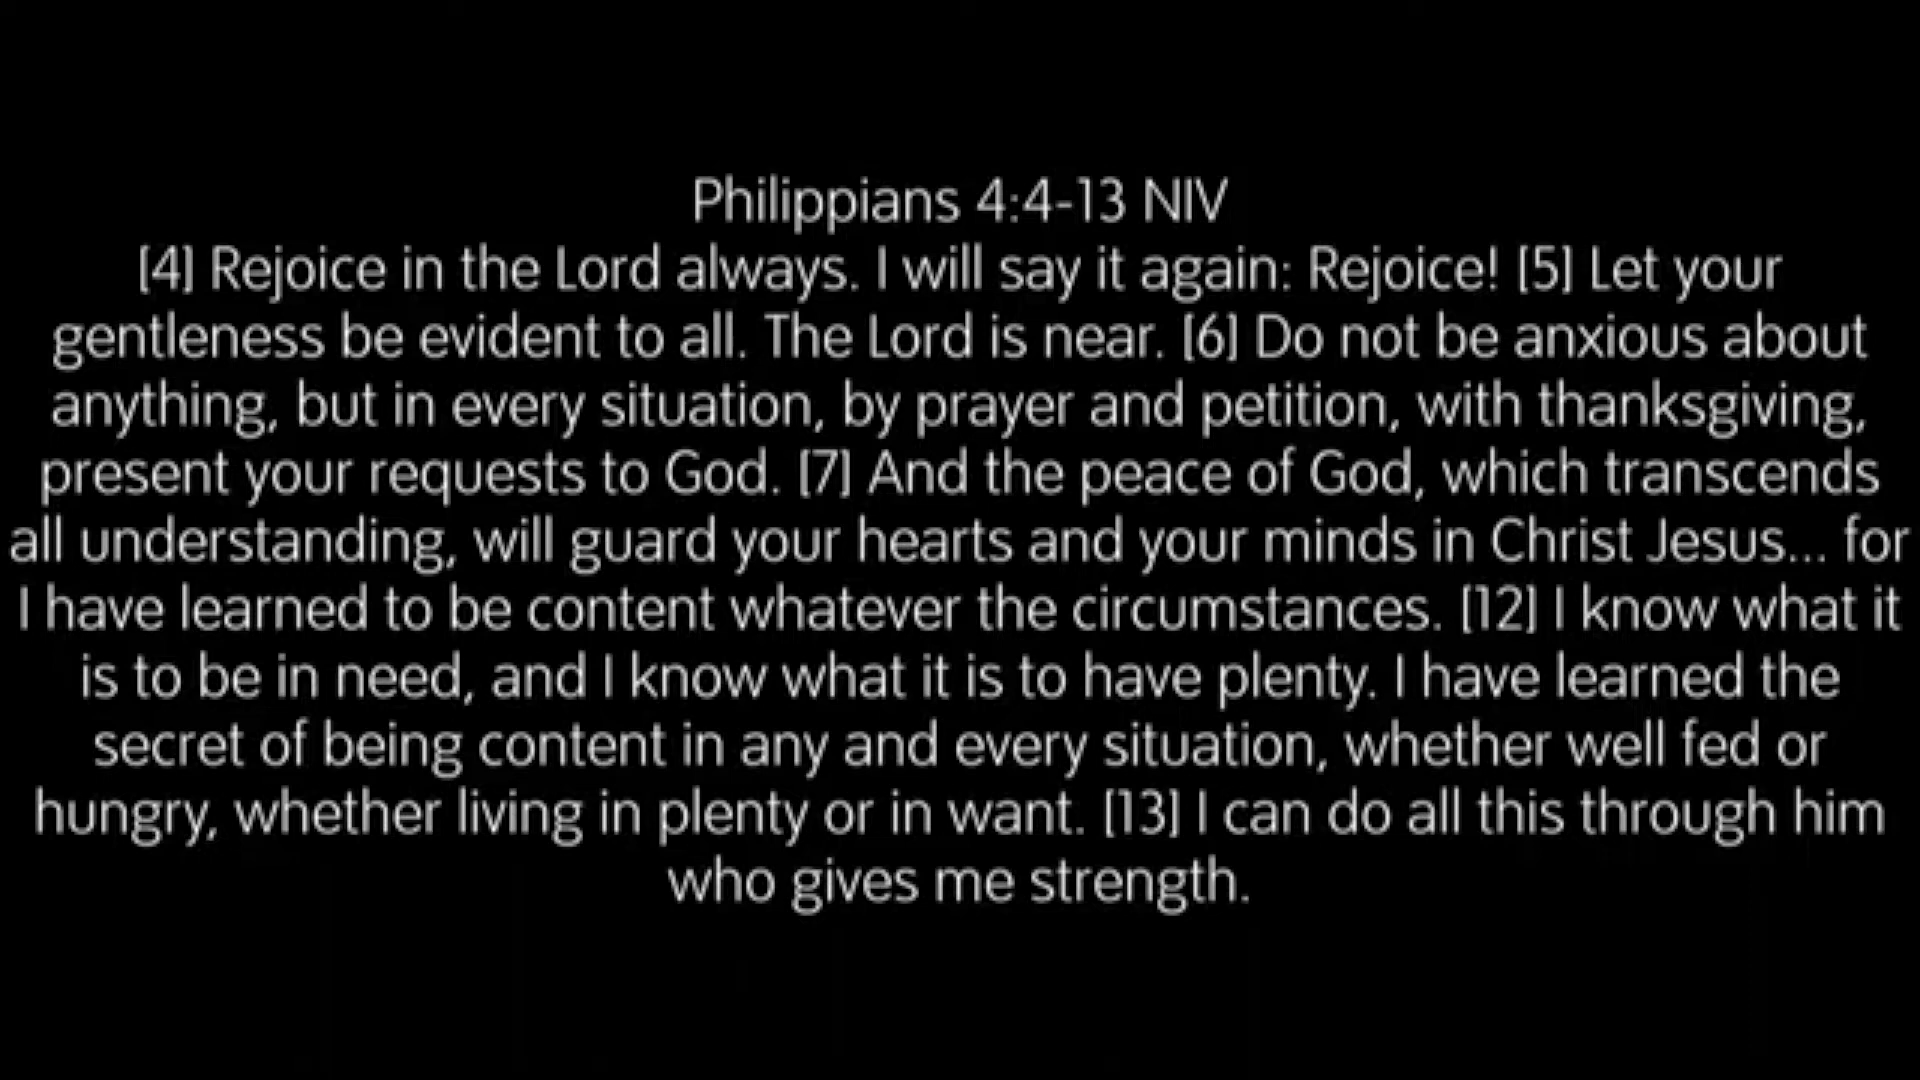 Philippians 4:4-13 NIV
[4] Rejoice in the Lord always. I will say it again: Rejoice! [5] Let your
gentleness be evident to all. The Lord is near. [6] Do not be anxious about
anything, but in every situation, by prayer and petition, with thanksgiving,
present your requests to God. [7] And the peace of God, which transcends
all understanding, will guard your hearts and your minds in Christ Jesus... for
I have learned to be content whatever the circumstances. [12] I know what it
is to be in need, and I know what it is to have plenty. I have learned the
secret of being content in any and every situation, whether well fed or
hungry, whether living in plenty or in want. [13] I can do all this through him
who gives me strength.